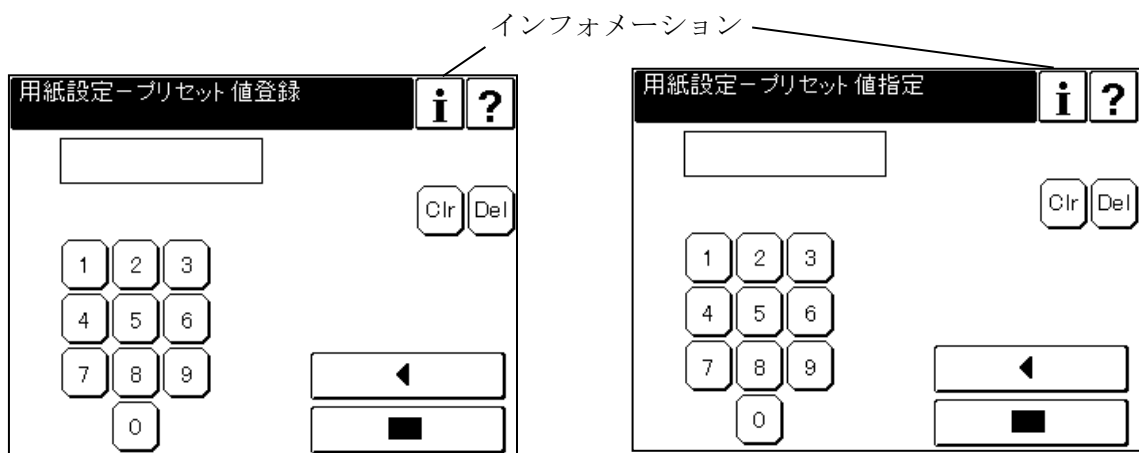 インフォメーション
用紙設定ープリセット値登録
i ?
Clr Del
1 2 3
4 5 6
7 8 9
0
用紙設定ープリセット値指定
i ?
Clr Del
1 2 3
4 5 6
7 8 9
0